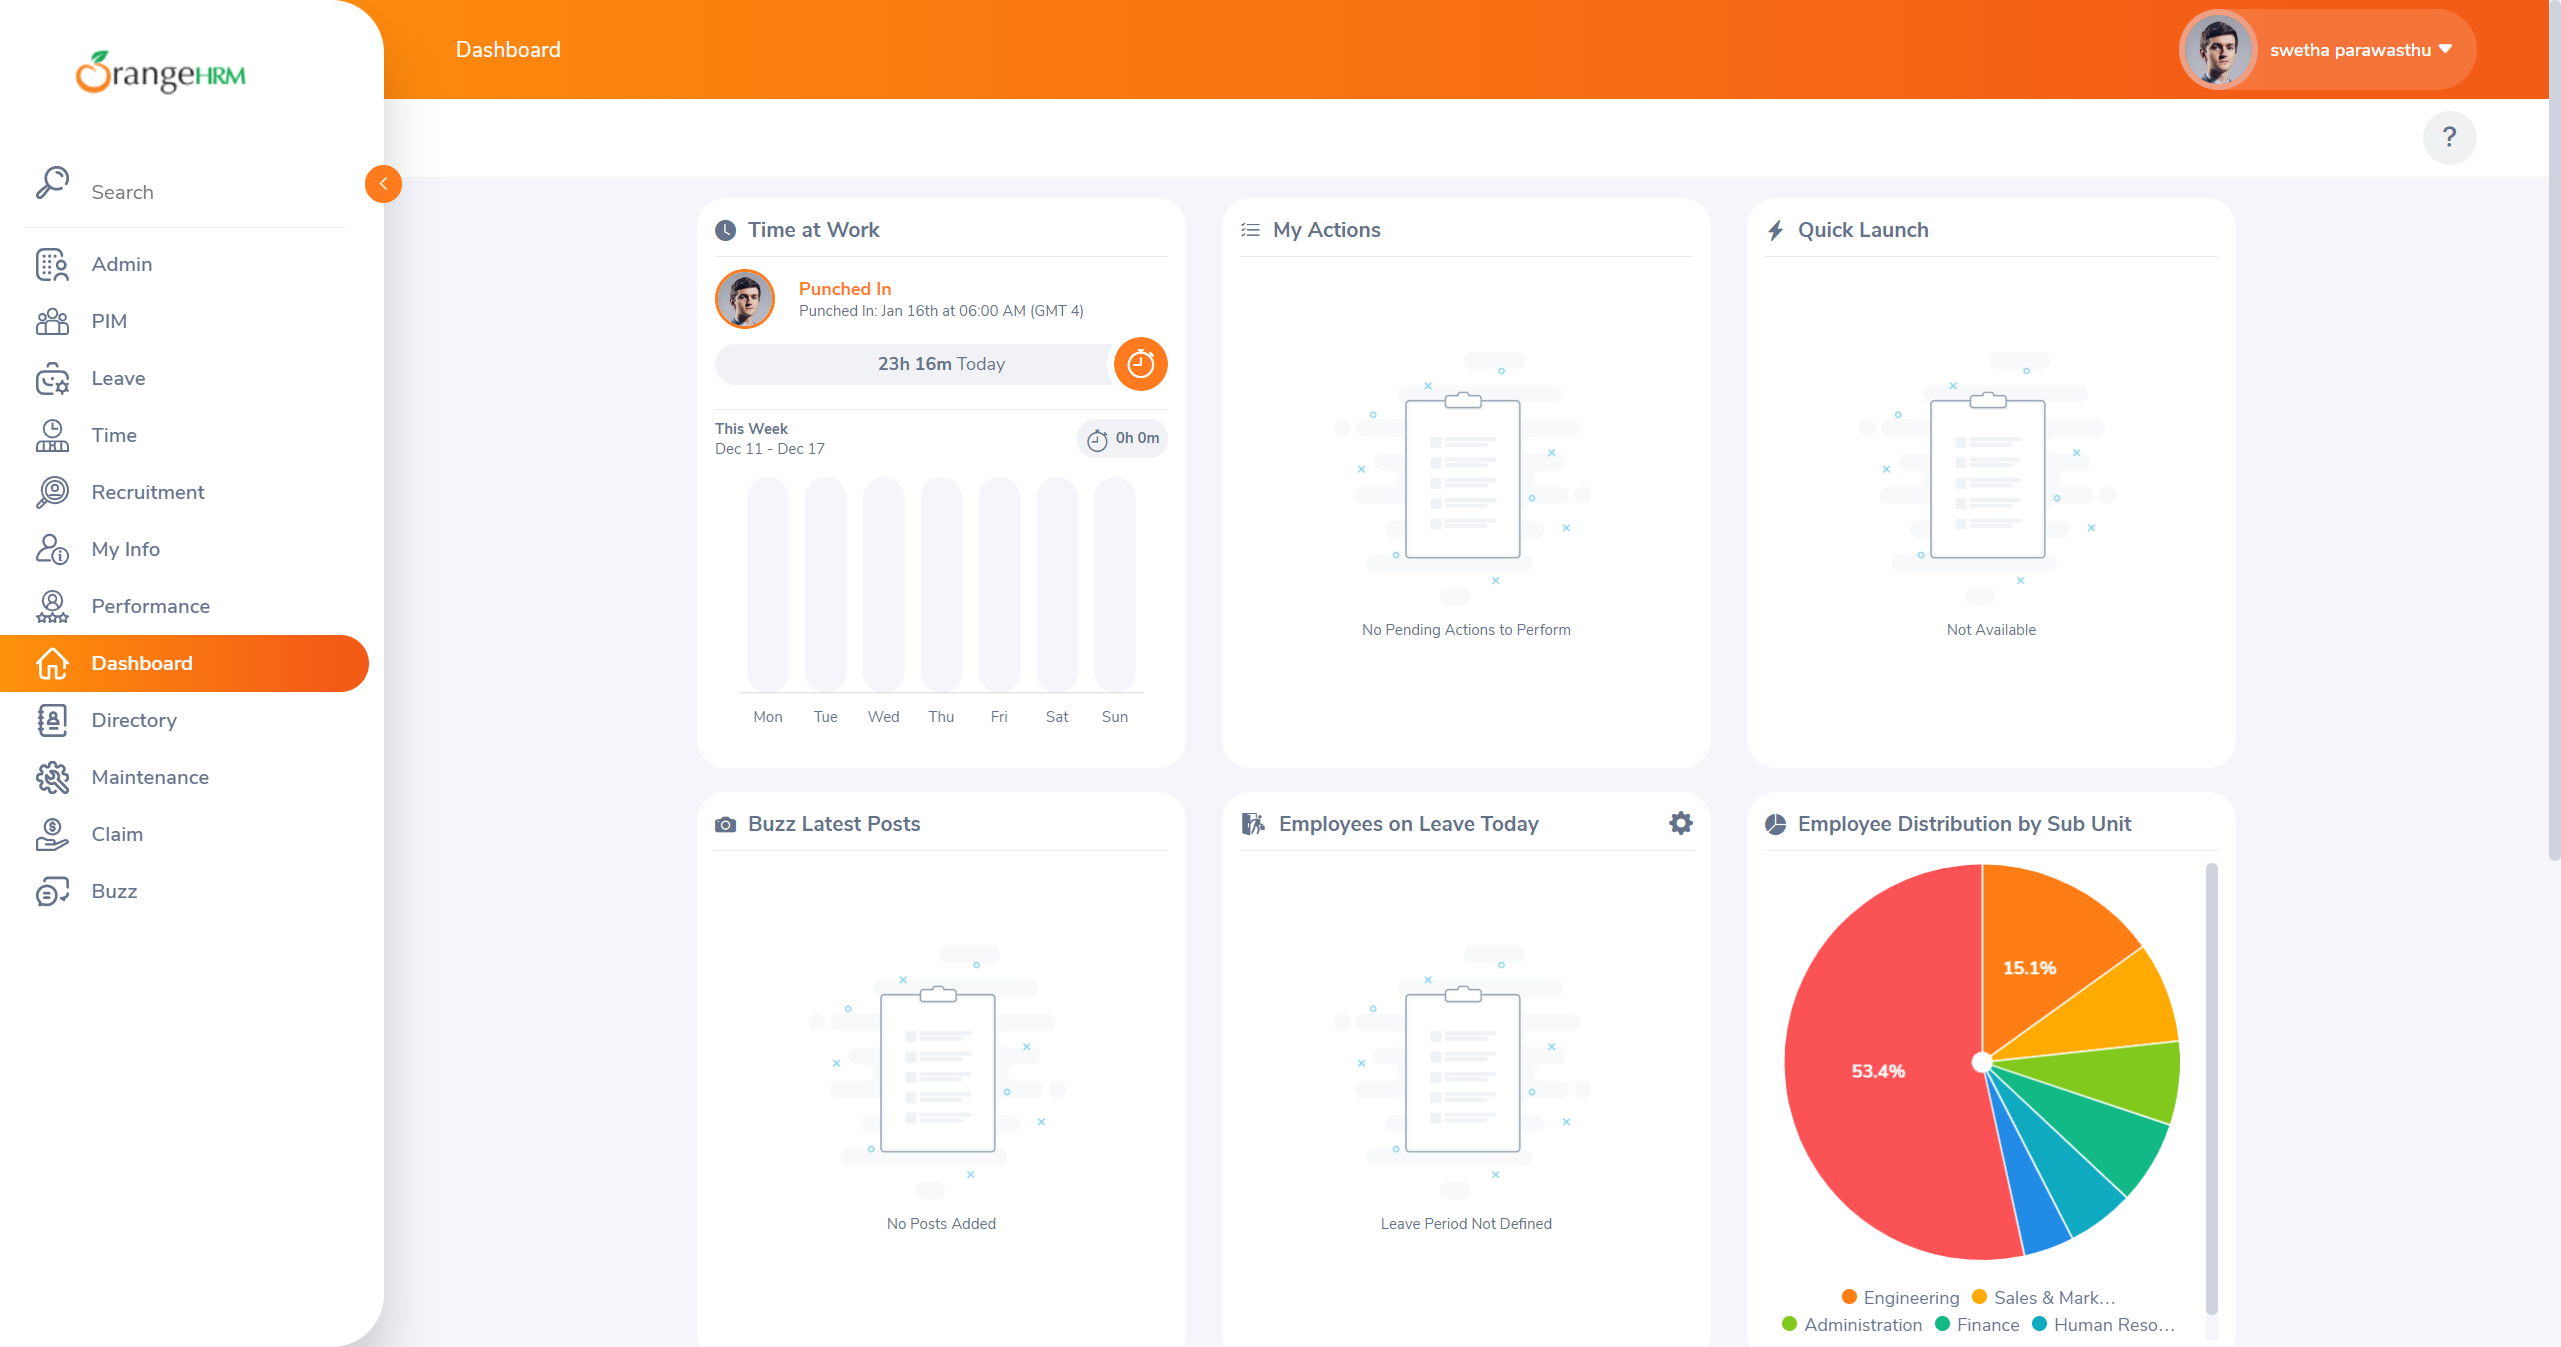 OrangeHRM
Dashboard
swetha parawasthu
?
Search
Admin
PIM
Leave
Time
Recruitment
My Info
Performance
Dashboard
Directory
Maintenance
Claim
Buzz
Time at Work
Punched In
Punched In: Jan 16th at 06:00 AM (GMT 4)
23h 16m Today
This Week
Dec 11 - Dec 17
0h 0m
Mon Tue Wed Thu Fri Sat Sun
My Actions
No Pending Actions to Perform
Quick Launch
Not Available
Buzz Latest Posts
No Posts Added
Employees on Leave Today
Leave Period Not Defined
Employee Distribution by Sub Unit
15.1%
53.4%
Engineering Sales & Mark...
Administration Finance Human Reso...